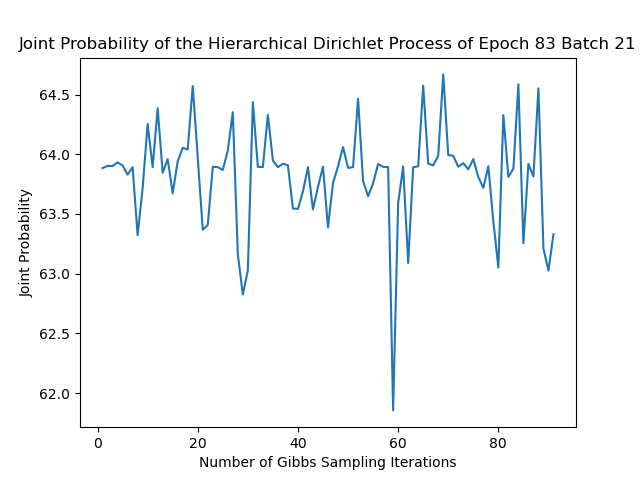 Joint Probability of the Hierarchical Dirichlet Process of Epoch 83 Batch 21
Joint Probability
64.5
64.0
63.5
63.0
62.5
62.0
0 20 40 60 80
Number of Gibbs Sampling Iterations